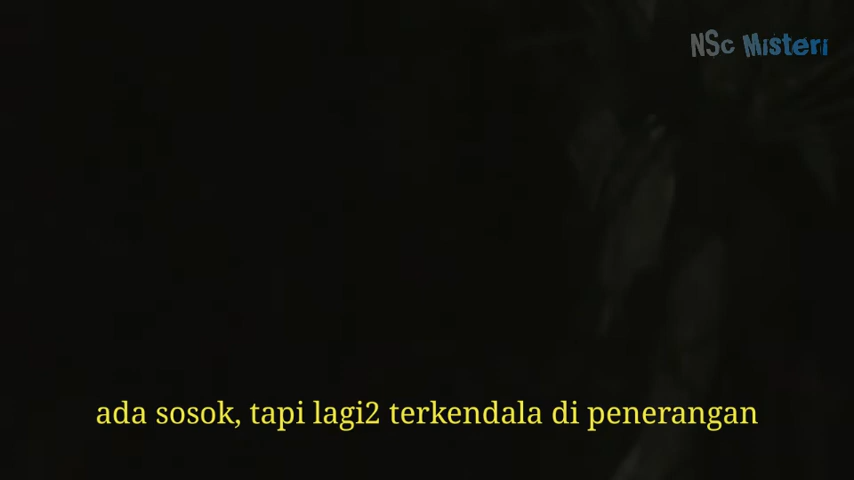 NSc Misteri
ada sosok, tapi lagi2 terkendala di penerangan